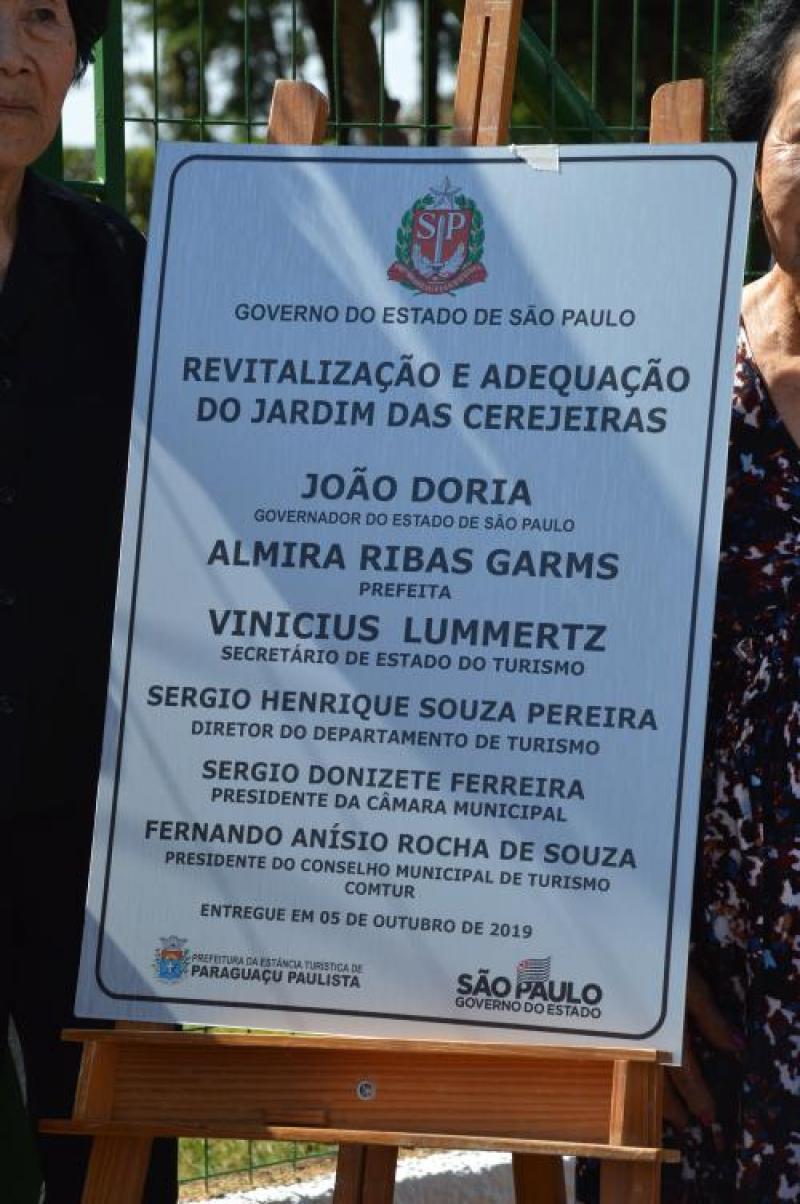 SP
GOVERNO DO ESTADO DE SÃO PAULO
REVITALIZAÇÃO E ADEQUAÇÃO
DO JARDIM DAS CEREJEIRAS
JOÃO DORIA
GOVERNADOR DO ESTADO DE SÃO PAULO
ALMIRA RIBAS GARMS
PREFEITA
VINICIUS LUMMERTZ
SECRETÁRIO DE ESTADO DO TURISMO
SERGIO HENRIQUE SOUZA PEREIRA
DIRETOR DO DEPARTAMENTO DE TURISMO
SERGIO DONIZETE FERREIRA
PRESIDENTE DA CÂMARA MUNICIPAL
FERNANDO ANÍSIO ROCHA DE SOUZA
PRESIDENTE DO CONSELHO MUNICIPAL DE TURISMO
COMTUR
ENTREGUE EM 05 DE OUTUBRO DE 2019
PREFEITURA DA ESTÂNCIA TURISTICA DE
PARAGUAÇU PAULISTA
SÃO PAULO
GOVERNO DO ESTADO